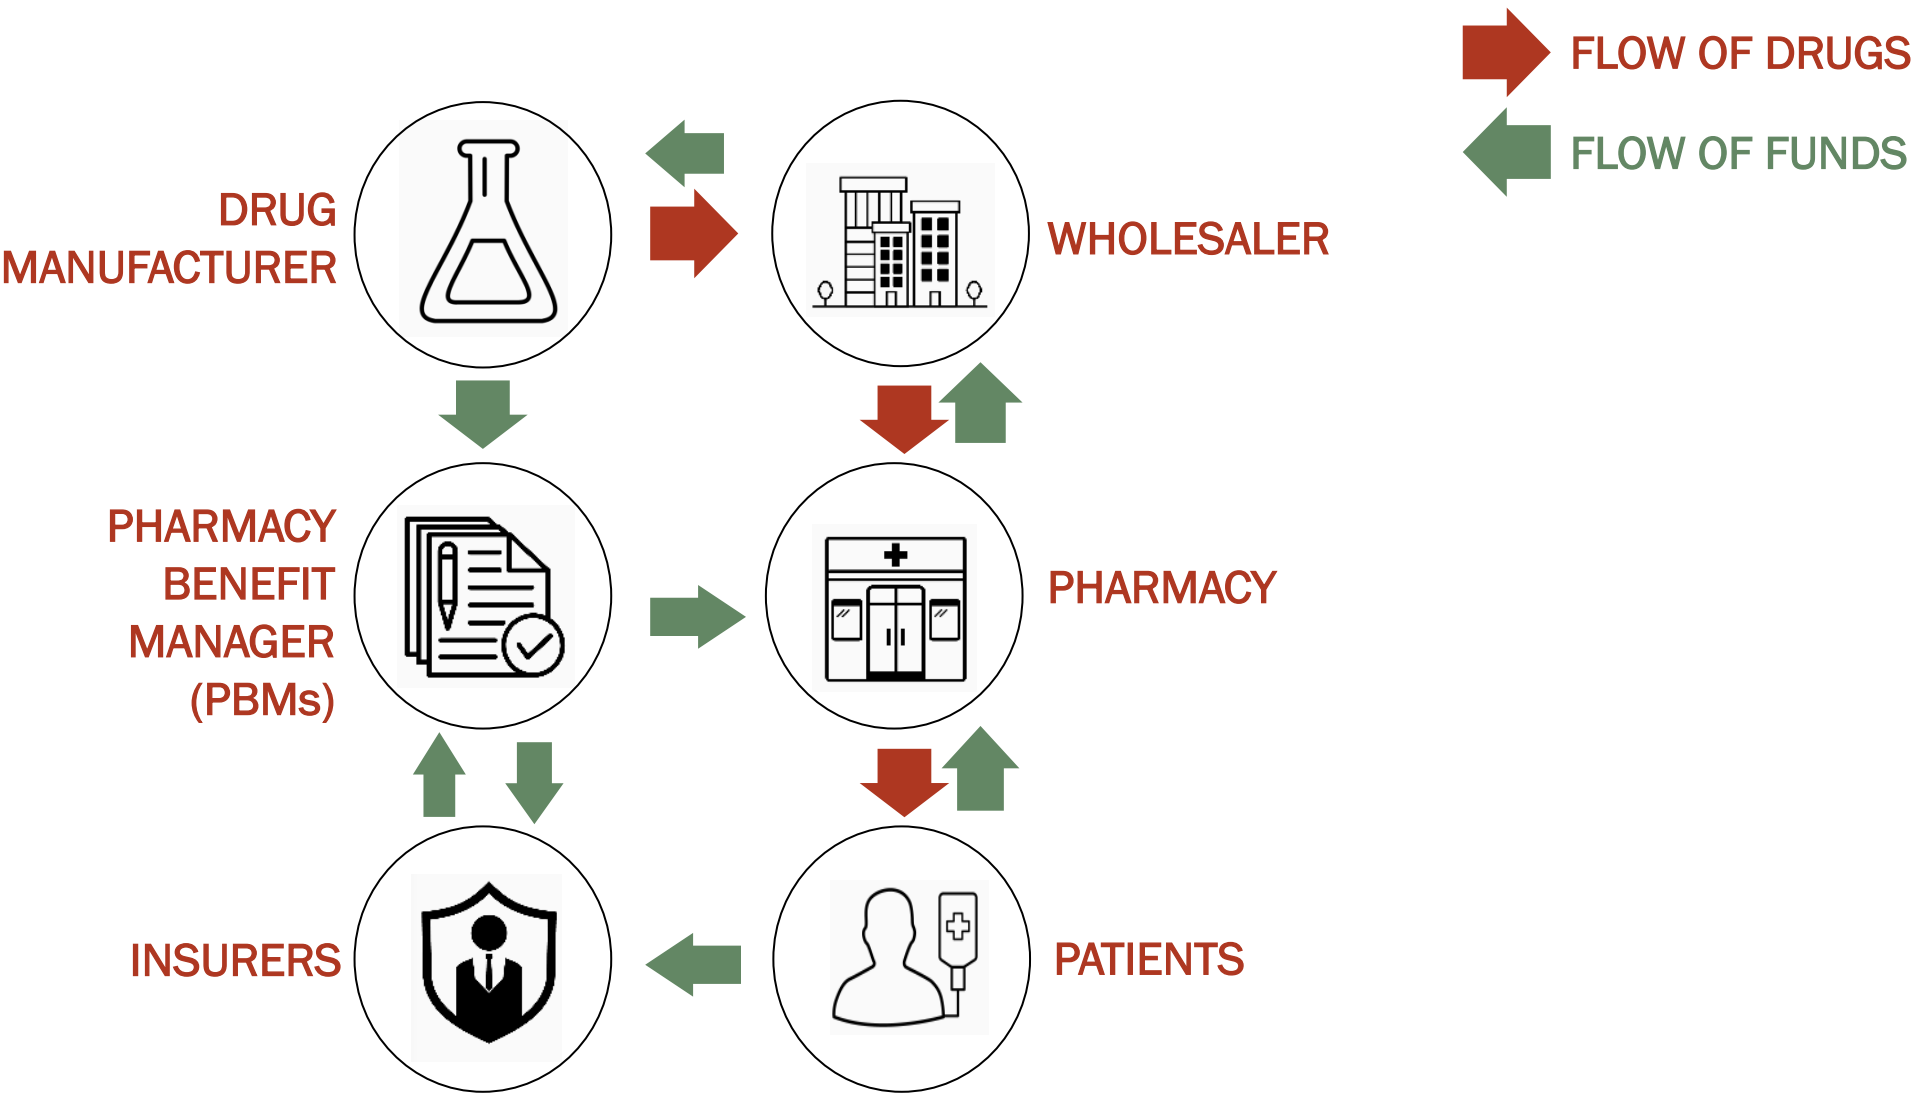 FLOW OF DRUGS
FLOW OF FUNDS
DRUG
MANUFACTURER
WHOLESALER
PHARMACY
BENEFIT
MANAGER
(PBMs)
PHARMACY
INSURERS
PATIENTS